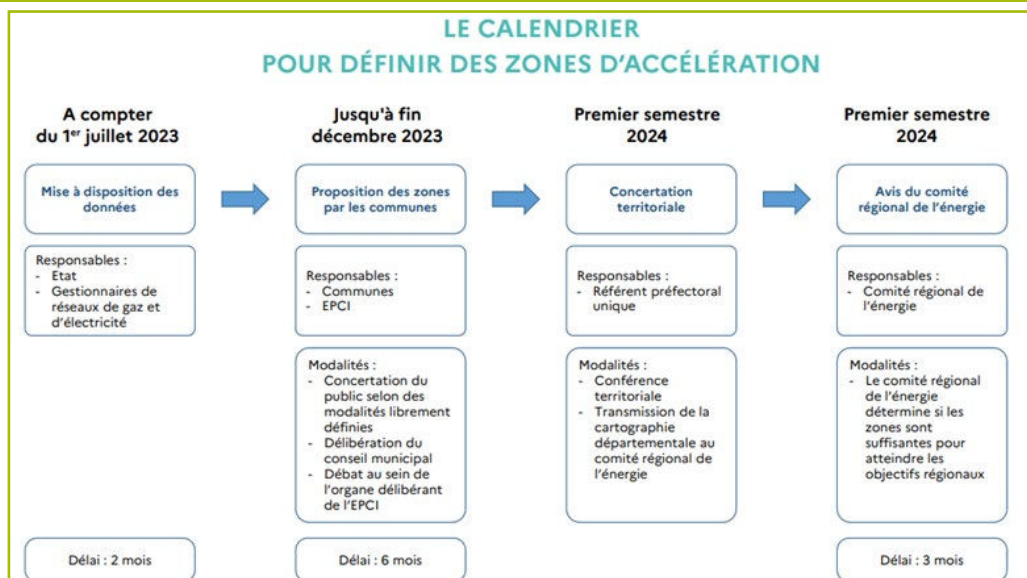 LE CALENDRIER
POUR DÉFINIR DES ZONES D'ACCÉLÉRATION
A compter
du 1er juillet 2023
Mise à disposition des
données
Responsables :
- Etat
- Gestionnaires de
réseaux de gaz et
d'électricité
Délai : 2 mois
Jusqu'à fin
décembre 2023
Proposition des zones
par les communes
Responsables :
- Communes
- EPCI
Modalités :
- Concertation du
public selon des
modalités librement
définies
- Délibération du
conseil municipal
- Débat au sein de
l'organe délibérant
de l'EPCI
Délai : 6 mois
Premier semestre
2024
Concertation
territoriale
Responsables :
- Référent préfectoral
unique
Modalités :
- Conférence
territoriale
- Transmission de la
cartographie
départementale au
comité régional de
l'énergie
Premier semestre
2024
Avis du comité
régional de l'énergie
Responsables :
- Comité régional de
l'énergie
Modalités :
- Le comité régional
de l'énergie
détermine si les
zones sont
suffisantes pour
atteindre les
objectifs régionaux
Délai : 3 mois